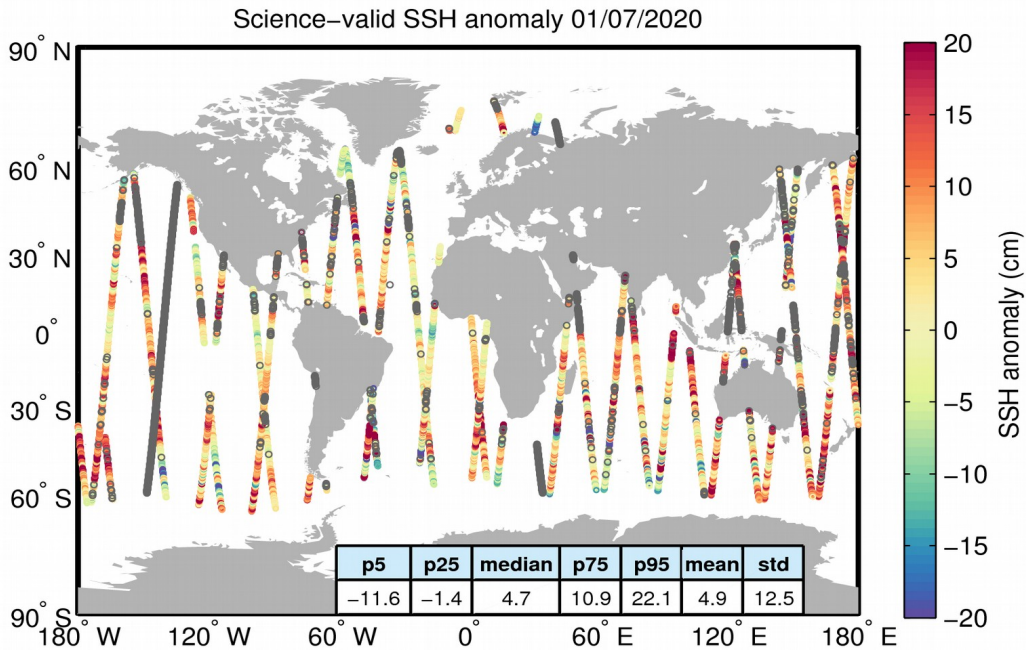 Science−valid SSH anomaly 01/07/2020
90° N
60° N
30° N
0°
30° S
60° S
90° S
180° W
120° W
60° W
0°
60° E
120° E
180° E
p5 p25 median p75 p95 mean std
−11.6 −1.4 4.7 10.9 22.1 4.9 12.5
20
15
10
5
0
−5
−10
−15
−20
SSH anomaly (cm)